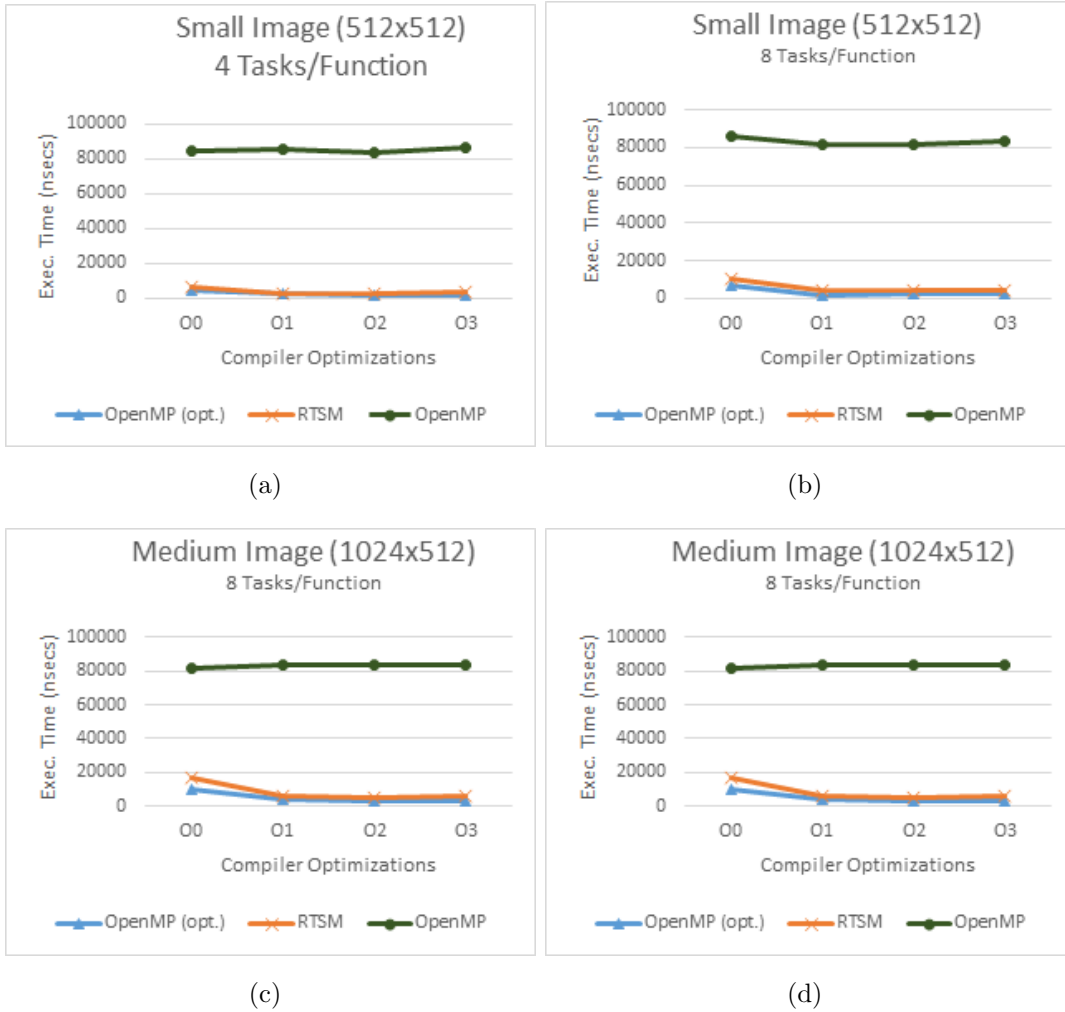 Small Image (512x512)
4 Tasks/Function
100000
80000
60000
40000
20000
0
Exec. Time (nsecs)
O0 O1 O2 O3
Compiler Optimizations
OpenMP (opt.) RTSM OpenMP
(a)
Small Image (512x512)
8 Tasks/Function
100000
80000
60000
40000
20000
0
Exec. Time (nsecs)
O0 O1 O2 O3
Compiler Optimizations
OpenMP (opt.) RTSM OpenMP
(b)
Medium Image (1024x512)
8 Tasks/Function
100000
80000
60000
40000
20000
0
Exec. Time (nsecs)
O0 O1 O2 O3
Compiler Optimizations
OpenMP (opt.) RTSM OpenMP
(c)
Medium Image (1024x512)
8 Tasks/Function
100000
80000
60000
40000
20000
0
Exec. Time (nsecs)
O0 O1 O2 O3
Compiler Optimizations
OpenMP (opt.) RTSM OpenMP
(d)